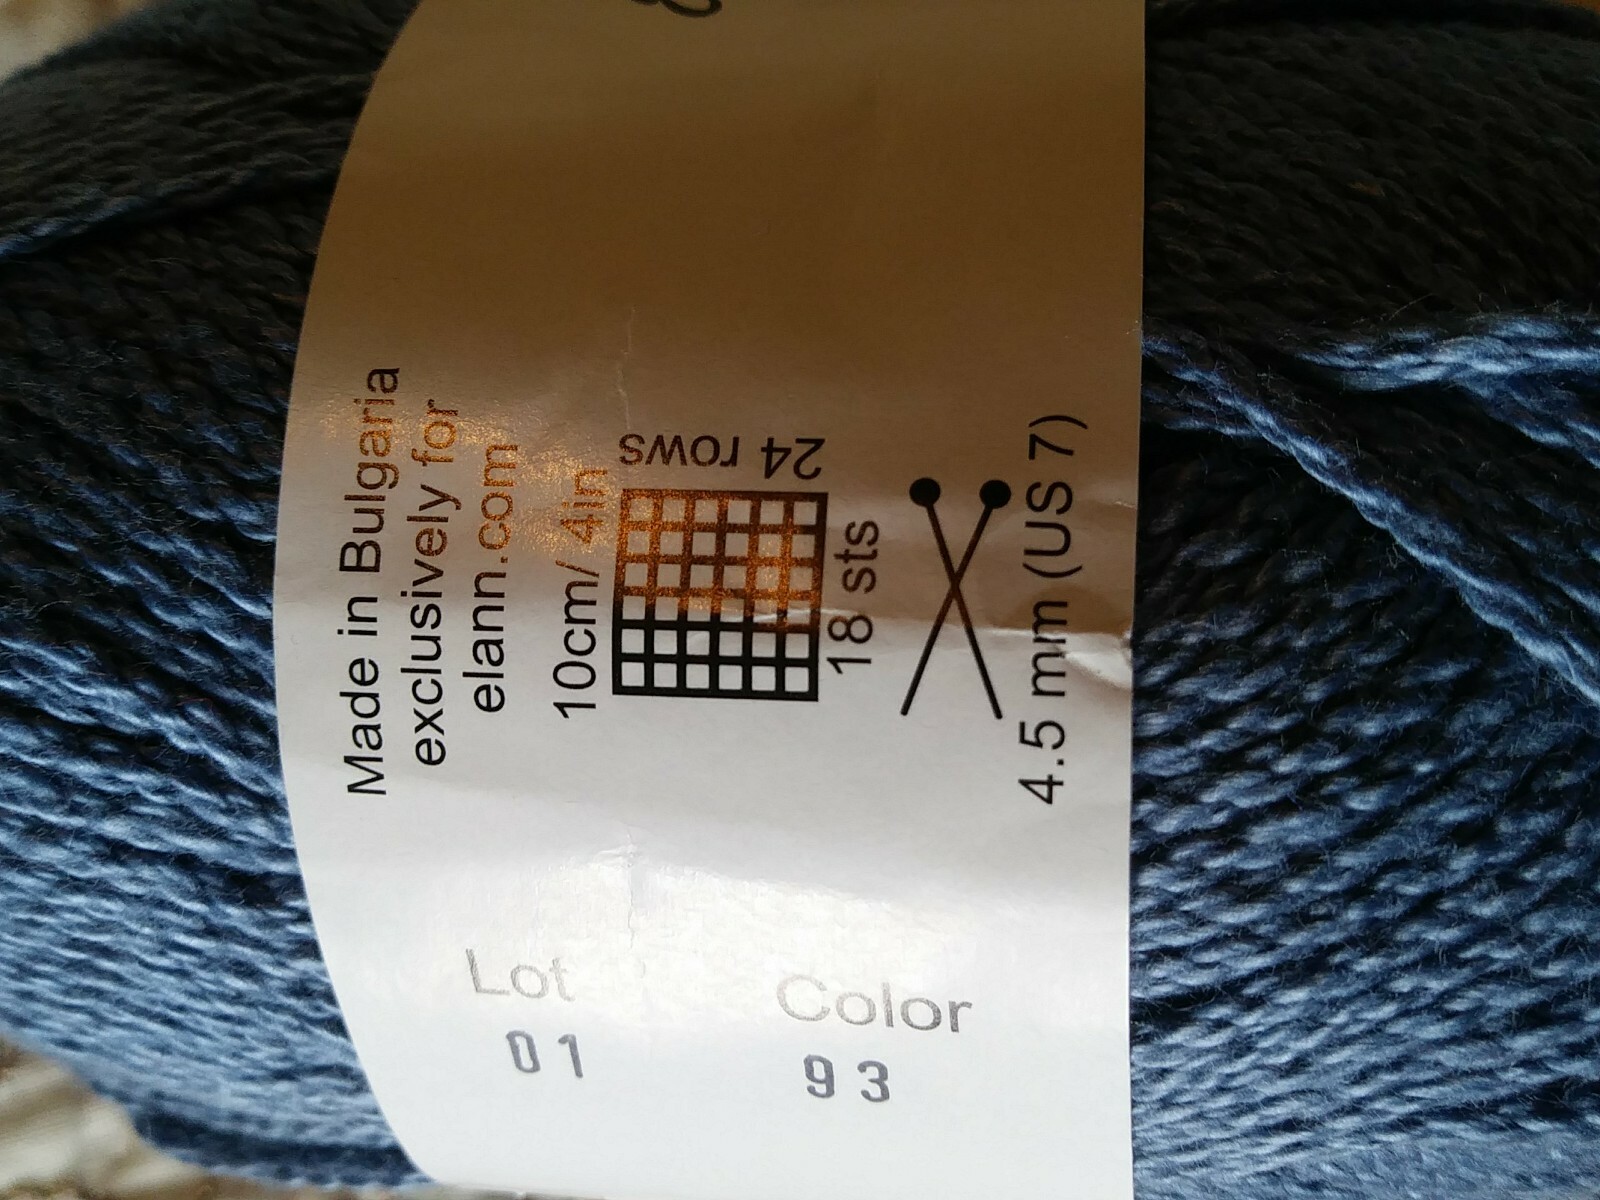 Made in Bulgaria
exclusively for
elann.com
10cm/ 4in
24 rows
18 sts
4.5 mm (US 7)
Lot
01
Color
93